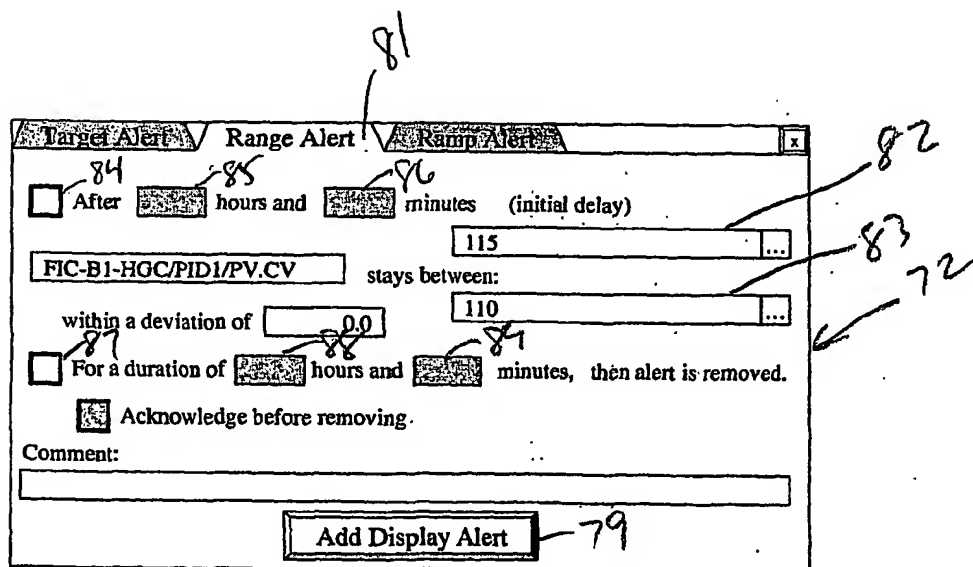 81
Target Alert Range Alert Ramp Alert x
82
84 85 86
After hours and minutes (initial delay)
115 ...
83
FIC-B1-HGC/PID1/PV.CV stays between:
72
110 ...
within a deviation of 0.0
87 88 89
For a duration of hours and minutes, then alert is removed.
Acknowledge before removing.
Comment:
Add Display Alert 79